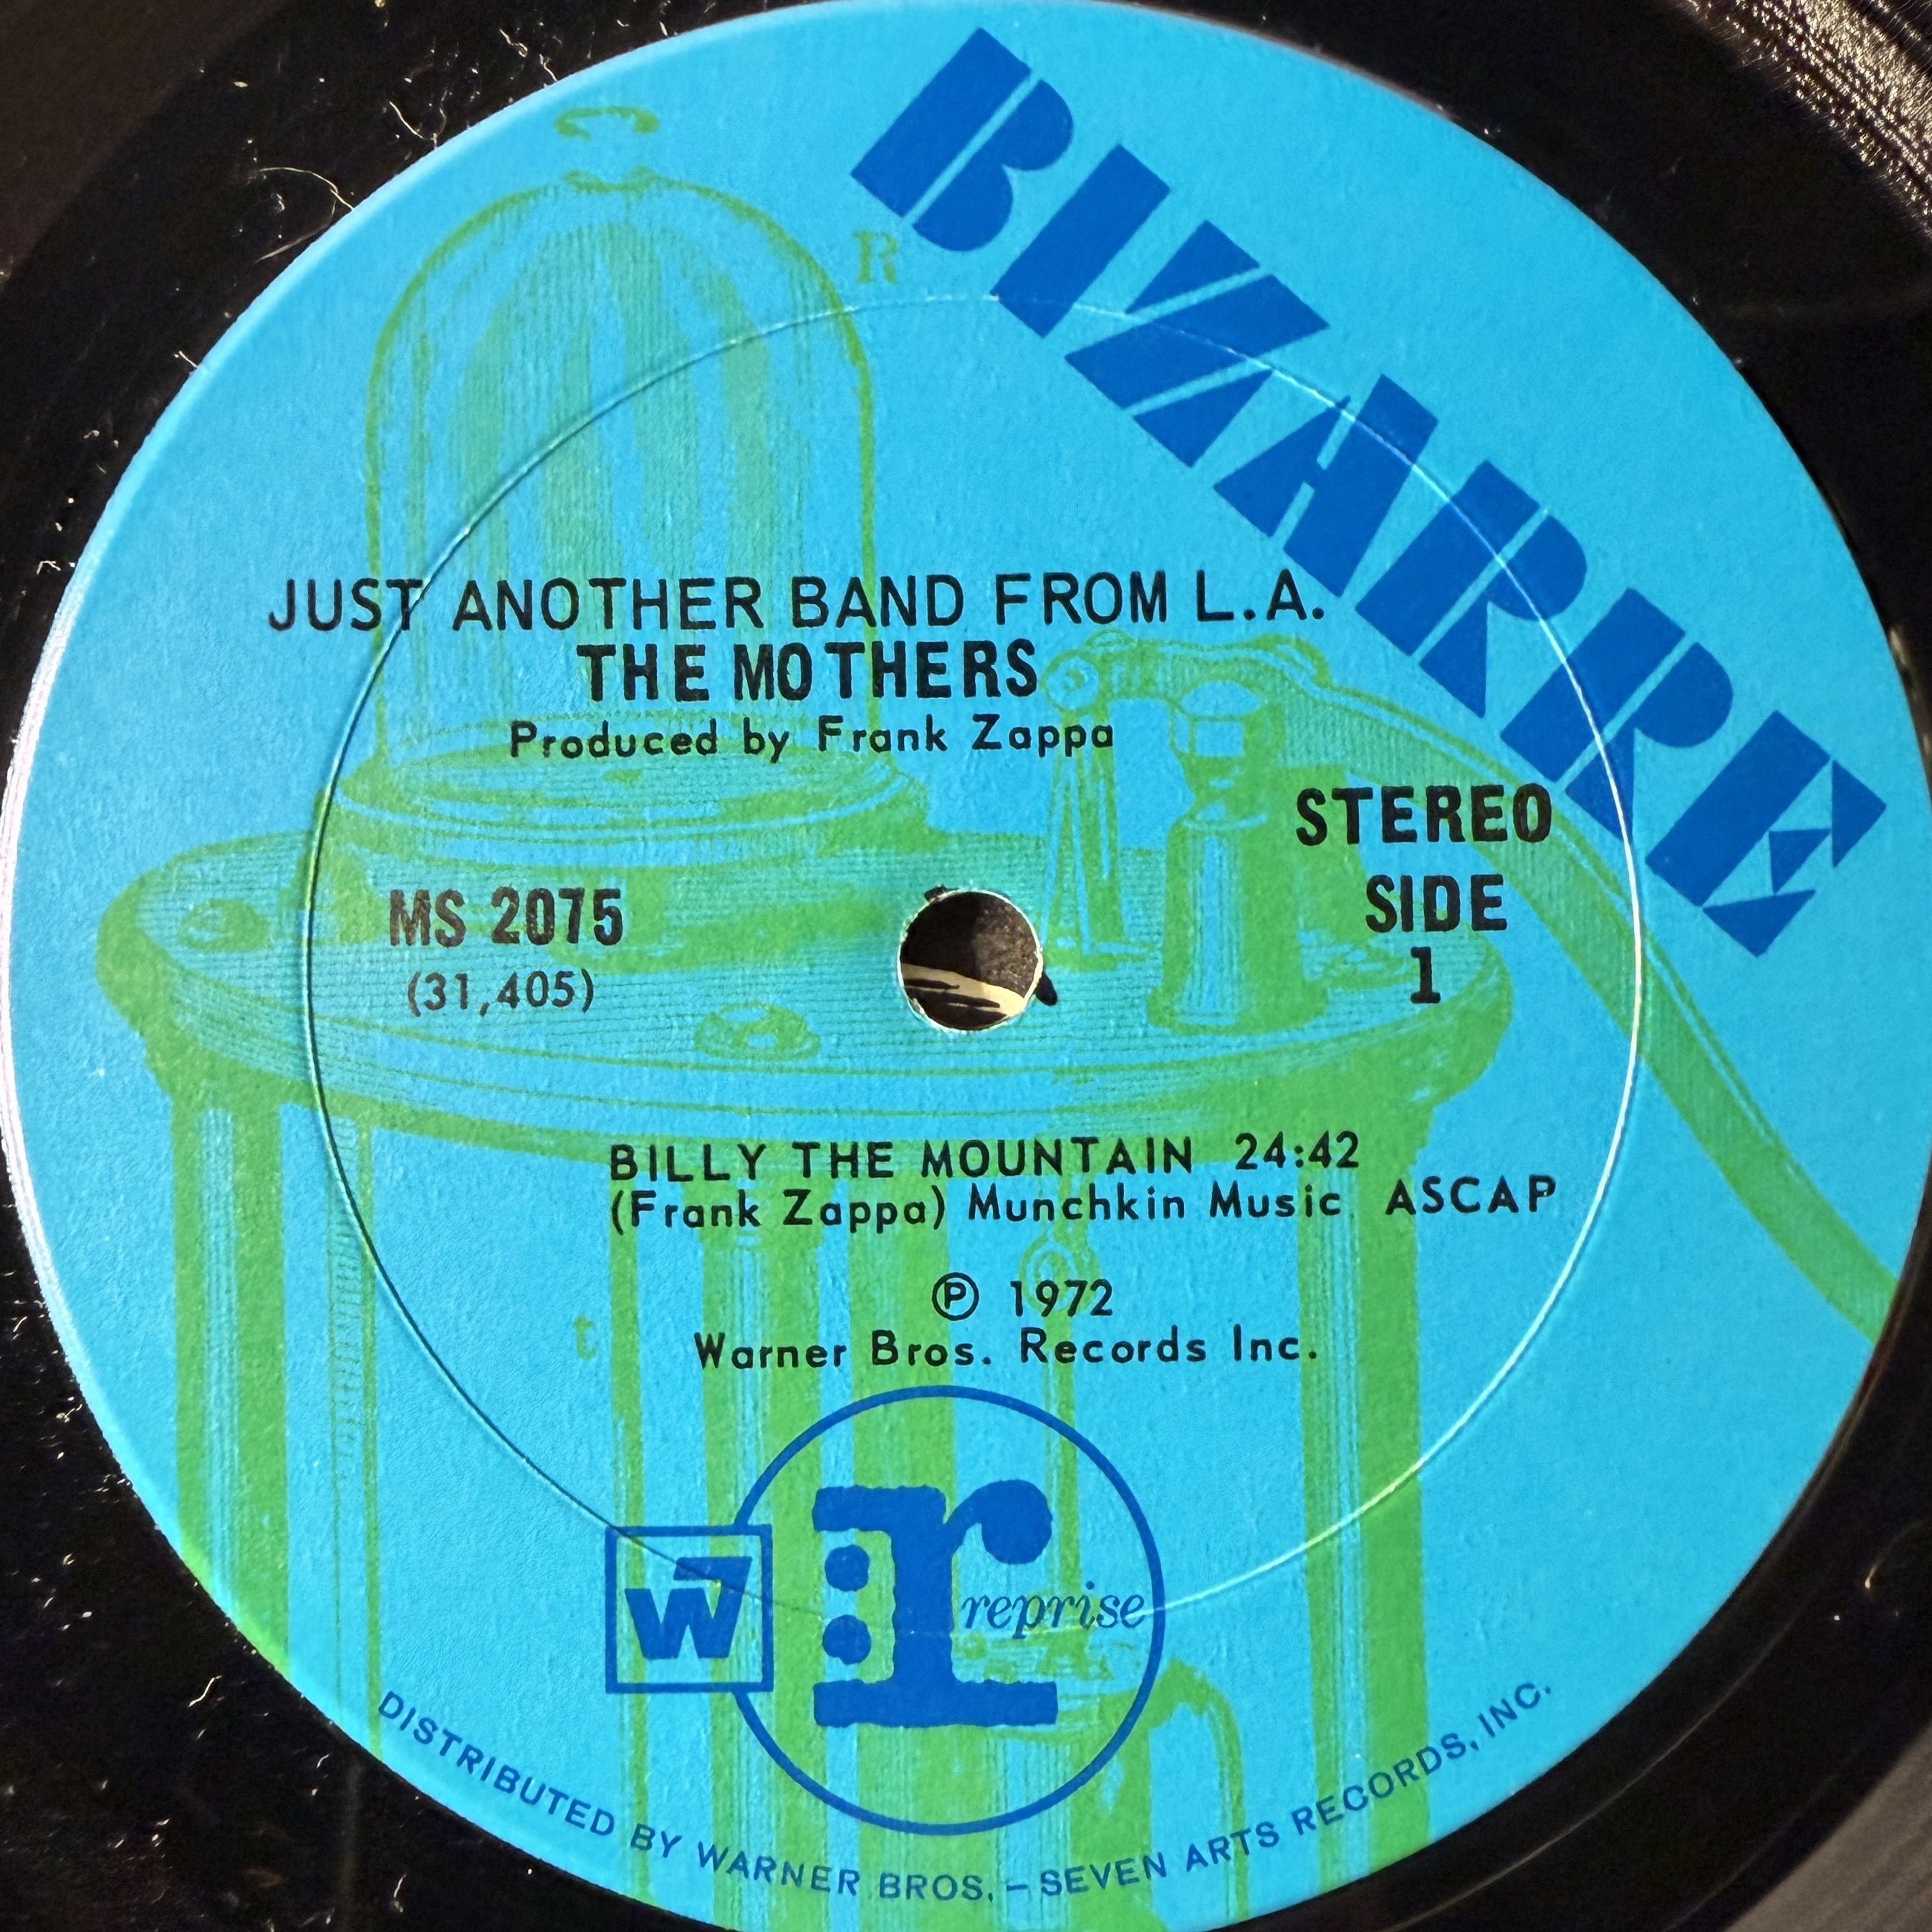 BIZARRE
R
JUST ANOTHER BAND FROM L.A.
THE MOTHERS
Produced by Frank Zappa
STEREO
SIDE
1
MS 2075
(31,405)
BILLY THE MOUNTAIN 24:42
(Frank Zappa) Munchkin Music ASCAP
℗ 1972
Warner Bros. Records Inc.
t
W7
r:
reprise
DISTRIBUTED BY WARNER BROS. – SEVEN ARTS RECORDS, INC.